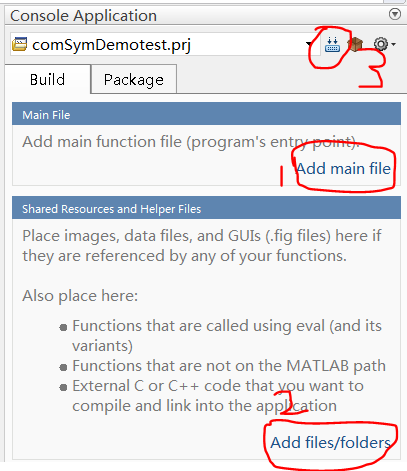 Console Application
comSymDemotest.prj
3
Build
Package
Main File
Add main function file (program's entry point).
1
Add main file
Shared Resources and Helper Files
Place images, data files, and GUIs (.fig files) here if
they are referenced by any of your functions.
Also place here:
Functions that are called using eval (and its
variants)
Functions that are not on the MATLAB path
External C or C++ code that you want to
compile and link into the application
2
Add files/folders